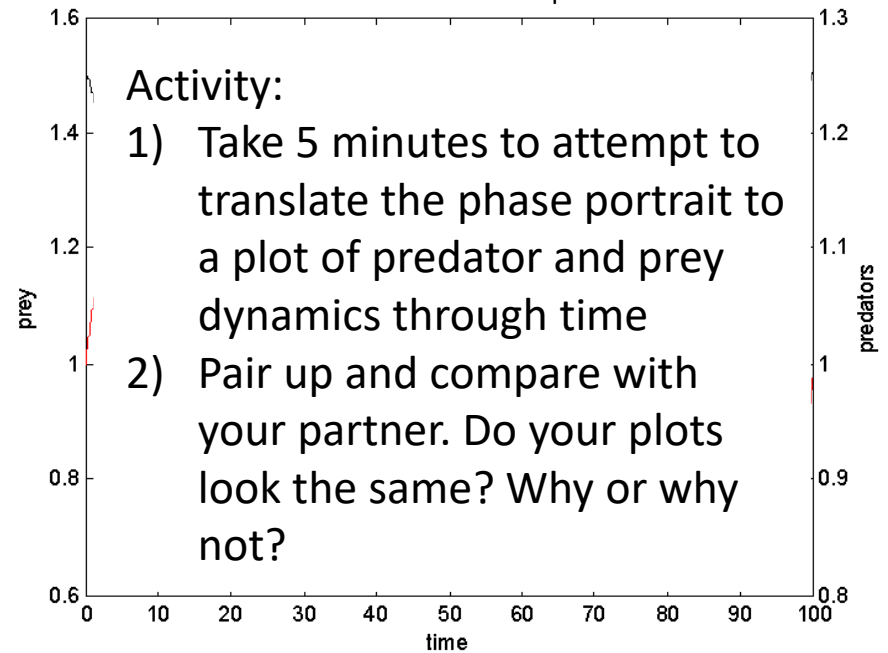 1.6
1.4
1.2
1
0.8
0.6
prey
Activity:
1) Take 5 minutes to attempt to
translate the phase portrait to
a plot of predator and prey
dynamics through time
2) Pair up and compare with
your partner. Do your plots
look the same? Why or why
not?
1.3
1.2
1.1
1
0.9
0.8
predators
0 10 20 30 40 50 60 70 80 90 100
time